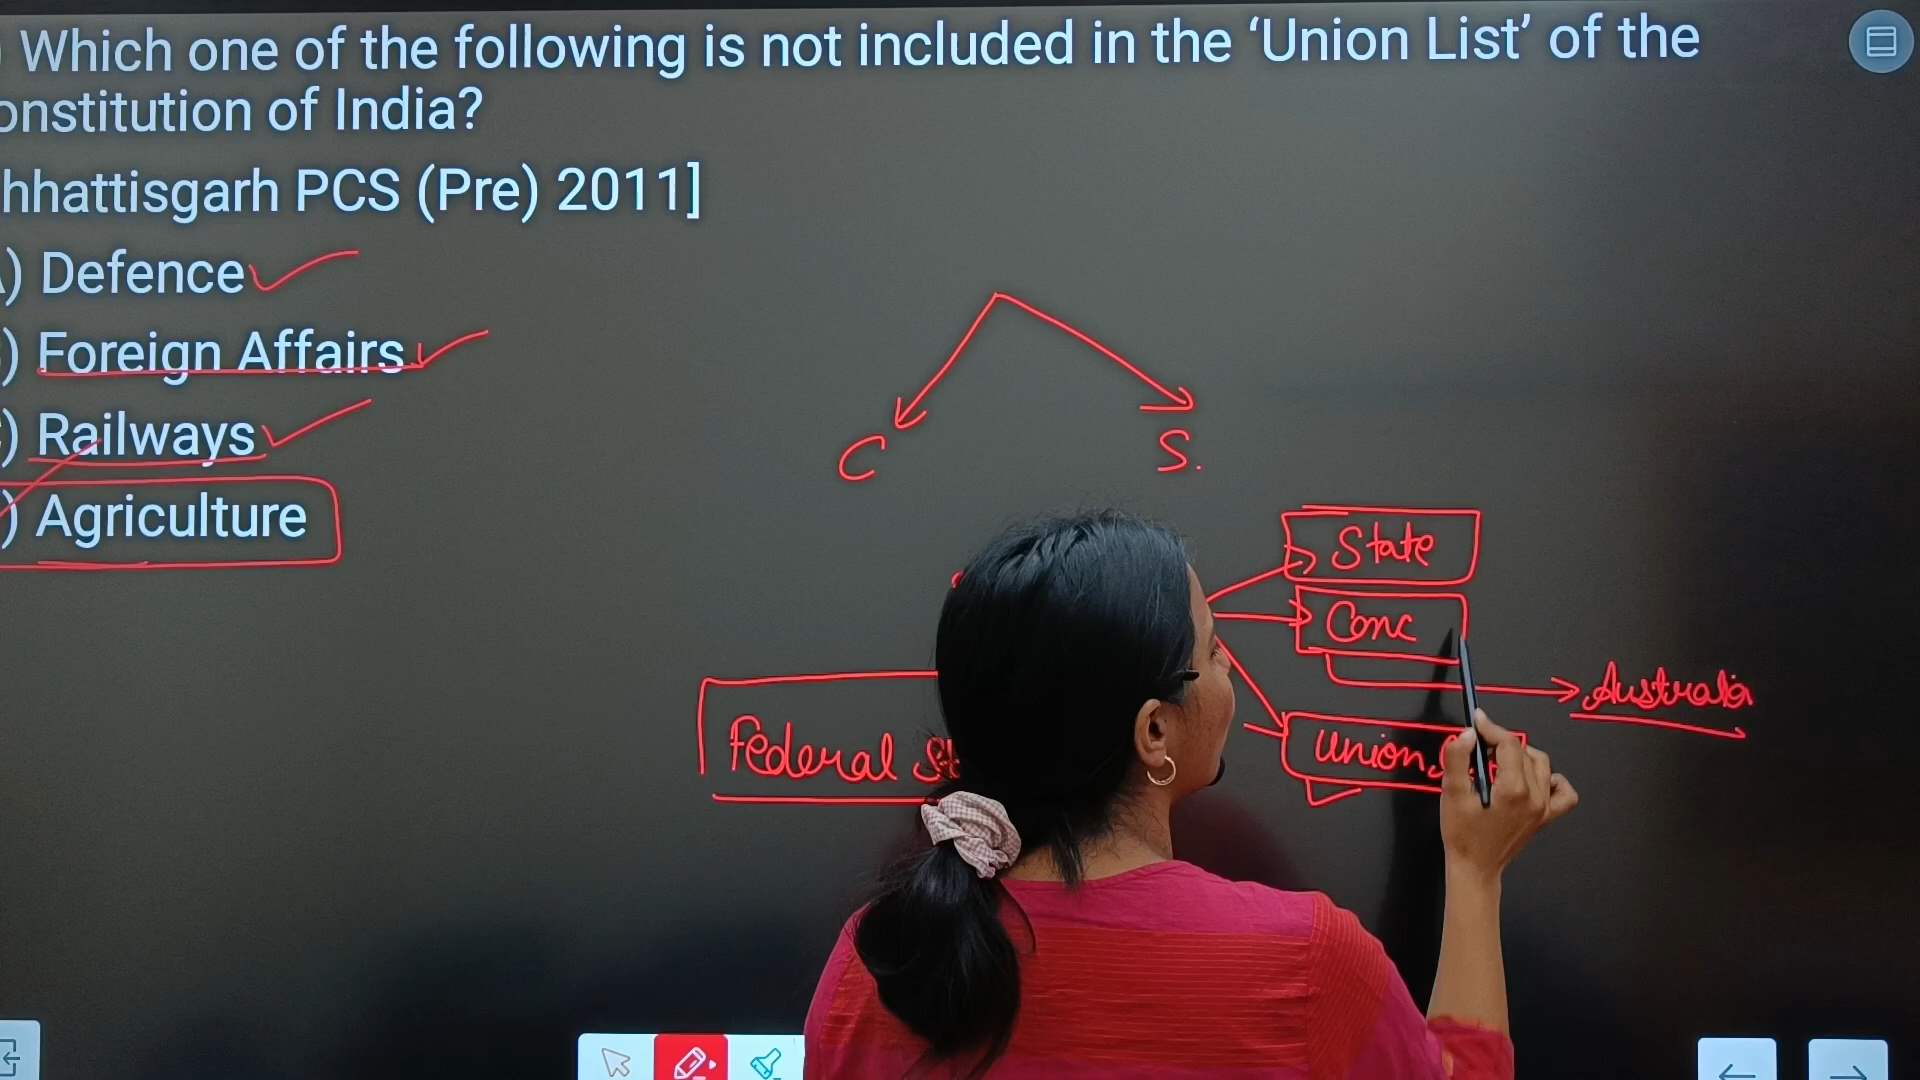 Which one of the following is not included in the ‘Union List’ of the
onstitution of India?
hhattisgarh PCS (Pre) 2011]
) Defence
) Foreign Affairs
) Railways
) Agriculture
C
S.
State
Conc
Australia
Union
Federal